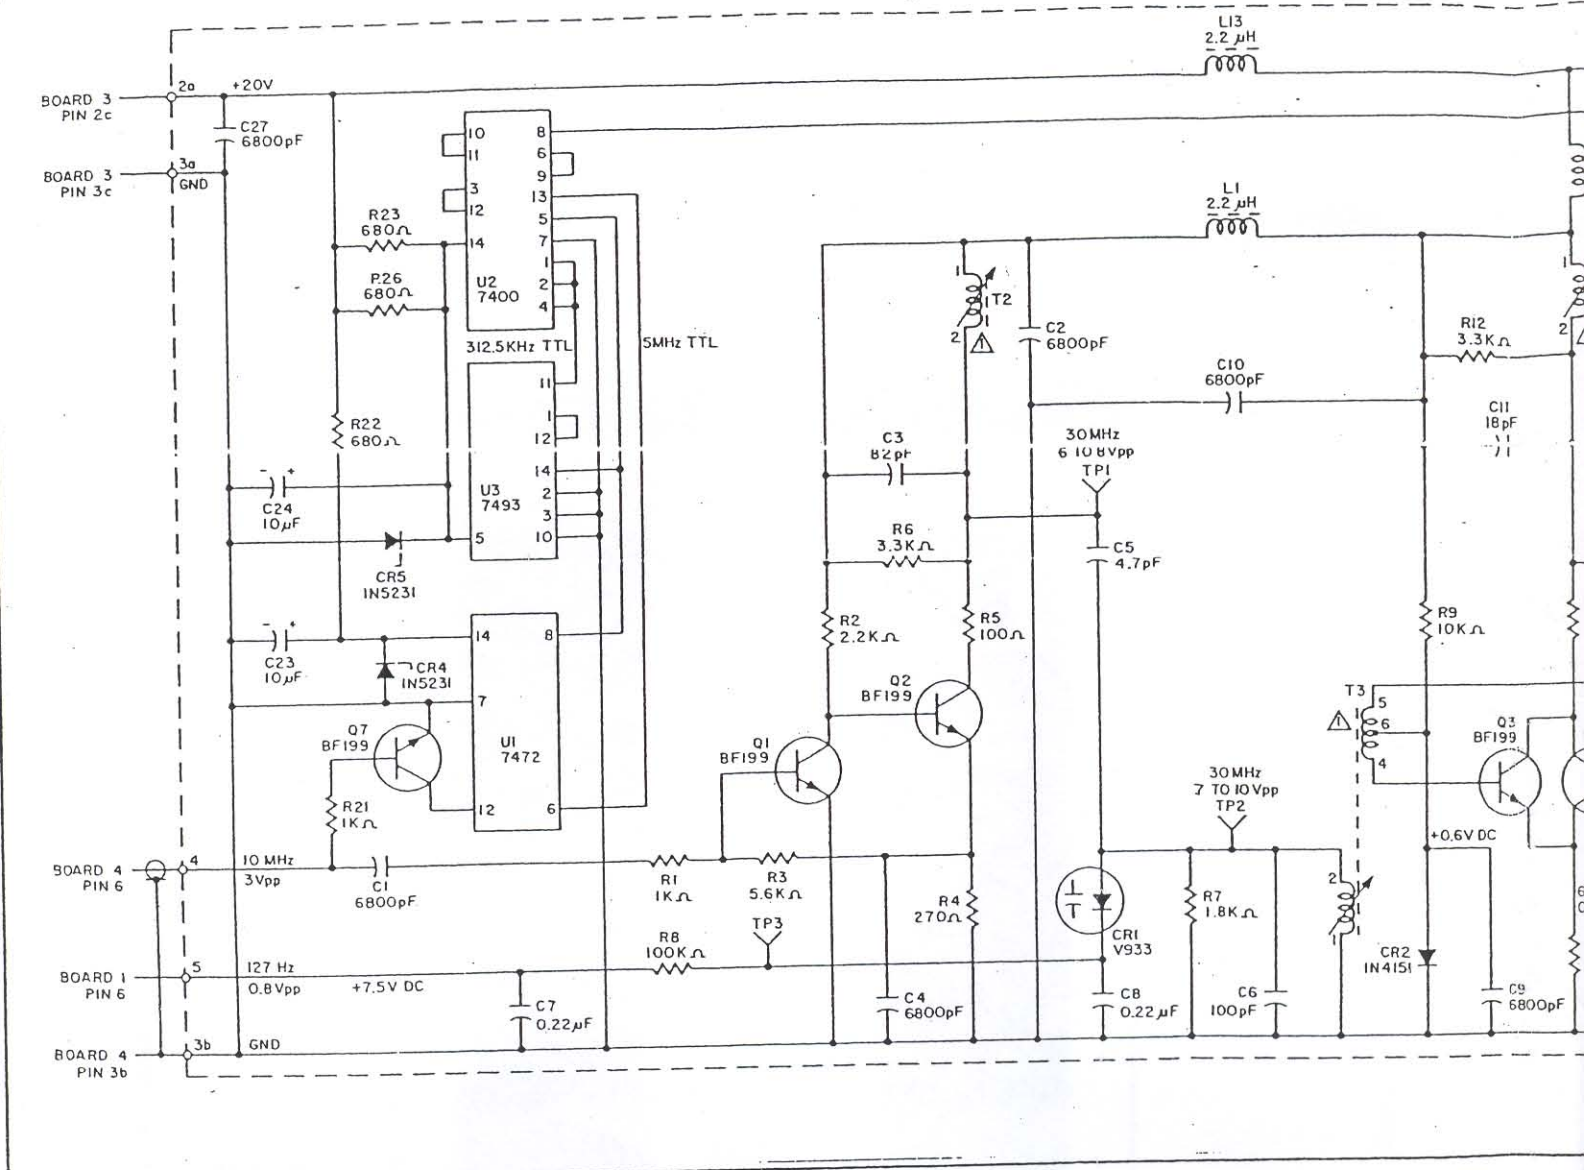 L13
2.2 µH
2a
+20V
BOARD 3
PIN 2c
C27
6800pF
BOARD 3
PIN 3c
3a
GND
10
11
3
12
14
8
6
9
13
5
7
1
2
4
U2
7400
R23
680Ω
R26
680Ω
L1
2.2 µH
1
T2
2
C2
6800pF
312.5KHz TTL
5MHz TTL
R12
3.3KΩ
1
2
C10
6800pF
C11
18pF
11
1
12
14
2
3
10
5
U3
7493
R22
680Ω
- +
C24
10µF
CR5
1N5231
C3
82pF
30MHz
6 TO 8Vpp
TP1
R6
3.3KΩ
C5
4.7pF
- +
C23
10µF
CR4
1N5231
14
8
7
12
6
U1
7472
R2
2.2KΩ
R5
100Ω
R9
10KΩ
Q2
BF199
Q7
BF199
Q1
BF199
T3
5
6
4
Q3
BF199
R21
1KΩ
30MHz
7 TO 10Vpp
TP2
+0.6V DC
BOARD 4
PIN 6
4
10 MHz
3Vpp
C1
6800pF
R1
1KΩ
R3
5.6KΩ
R4
270Ω
R7
1.8KΩ
2
1
CR1
V933
CR2
1N4151
TP3
R8
100KΩ
BOARD 1
PIN 6
5
127 Hz
0.8Vpp
+7.5V DC
C7
0.22µF
C4
6800pF
C8
0.22µF
C6
100pF
C9
6800pF
BOARD 4
PIN 3b
3b
GND